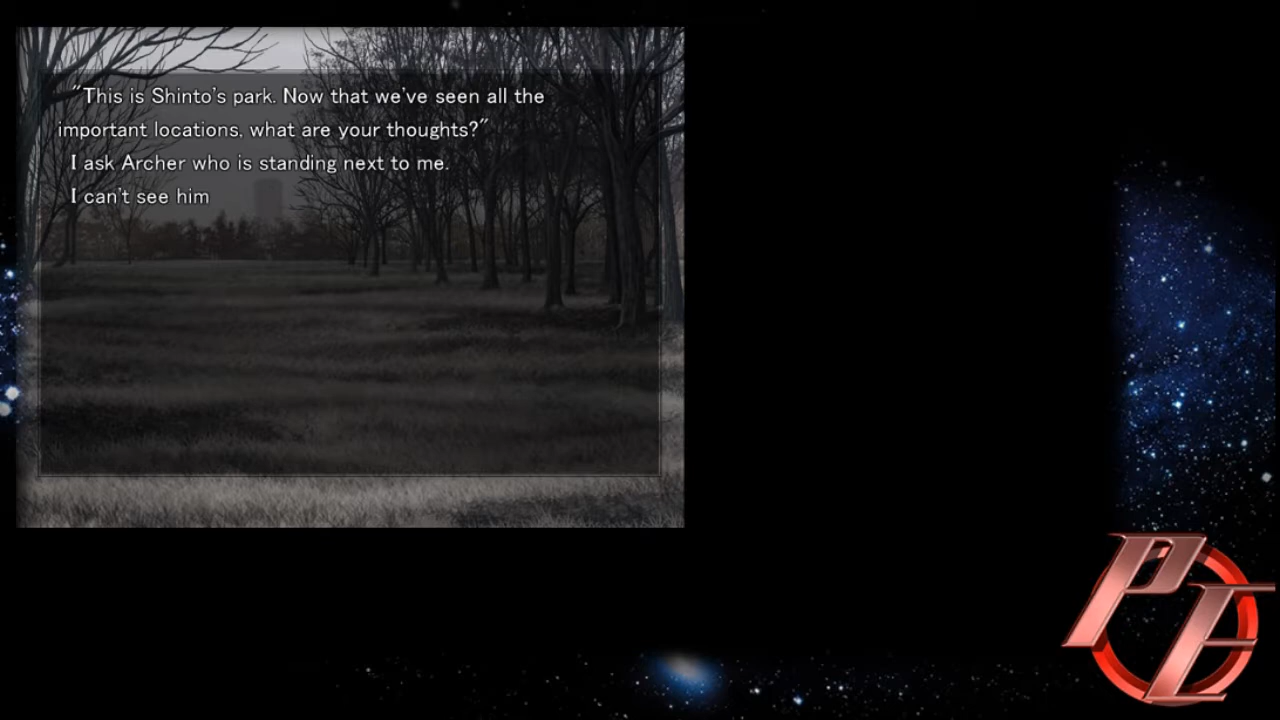 "This is Shinto's park. Now that we've seen all the
important locations, what are your thoughts?"
I ask Archer who is standing next to me.
I can't see him
PE